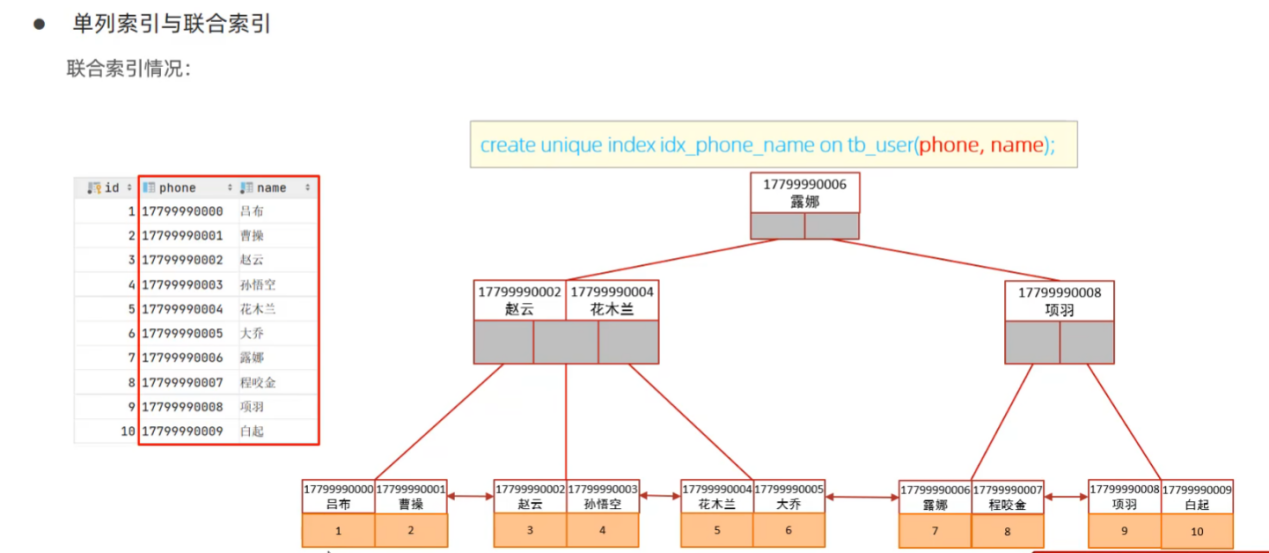 ● 单列索引与联合索引
联合索引情况：
create unique index idx_phone_name on tb_user(phone, name);
id phone name
1 17799990000 吕布
2 17799990001 曹操
3 17799990002 赵云
4 17799990003 孙悟空
5 17799990004 花木兰
6 17799990005 大乔
7 17799990006 露娜
8 17799990007 程咬金
9 17799990008 项羽
10 17799990009 白起
17799990006
露娜
17799990002 17799990004
赵云 花木兰
17799990008
项羽
17799990000 17799990001 17799990002 17799990003 17799990004 17799990005 17799990006 17799990007 17799990008 17799990009
吕布 曹操 赵云 孙悟空 花木兰 大乔 露娜 程咬金 项羽 白起
1 2 3 4 5 6 7 8 9 10